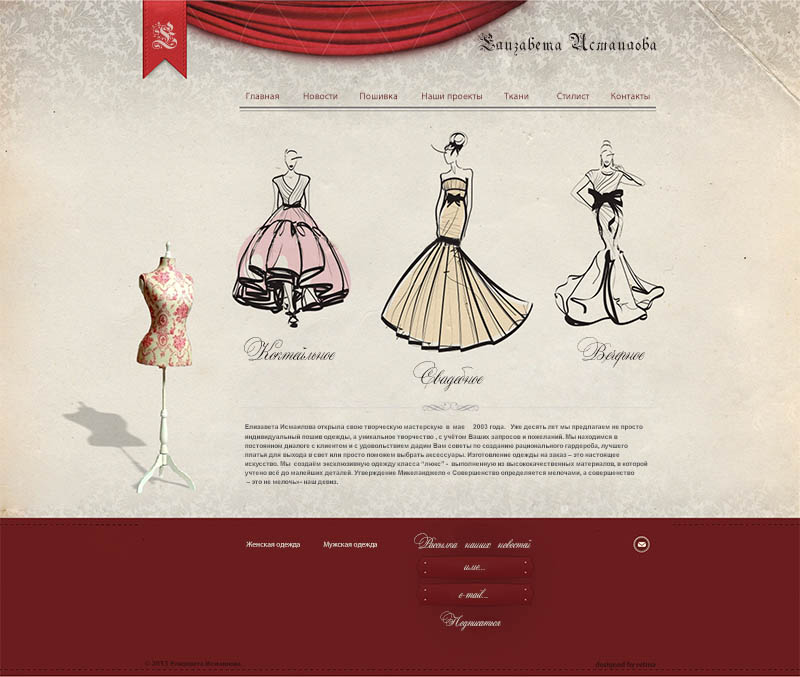 Елизавета Исмаилова
Главная Новости Пошивка Наши проекты Ткани Стилист Контакты
Коктейльное
Свадебное
Вечернее
Елизавета Исмаилова открыла свою творческую мастерскую в мае 2003 года. Уже десять лет мы предлагаем не просто
индивидуальный пошив одежды, а уникальное творчество , с учётом Ваших запросов и пожеланий. Мы находимся в
постоянном диалоге с клиентом и с удовольствием дадим Вам советы по созданию рационального гардероба, лучшего
платья для выхода в свет или просто поможем выбрать аксессуары. Изготовление одежды на заказ – это настоящее
искусство. Мы создаём эксклюзивную одежду класса “люкс” - выполненную из высококачественных материалов, в которой
учтено всё до малейших деталей. Утверждение Микеланджело « Совершенство определяется мелочами, а совершенство
– это не мелочь»- наш девиз.
Женская одежда Мужская одежда
Рассылка наших новостей
име...
e-mail...
Подписаться
© 2013 Елизавета Исмаилова.
designed for retina